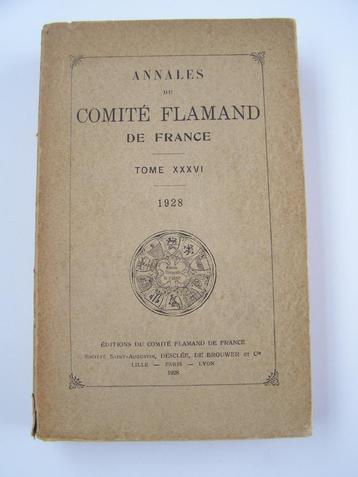 ANNALES
DU
COMITÉ FLAMAND
DE FRANCE
TOME XXXVI
1928
ÉDITIONS DU COMITÉ FLAMAND DE FRANCE
SOCIÉTÉ SAINT-AUGUSTIN, DESCLÉE, DE BROUWER ET Cie
LILLE — PARIS — LYON
1928